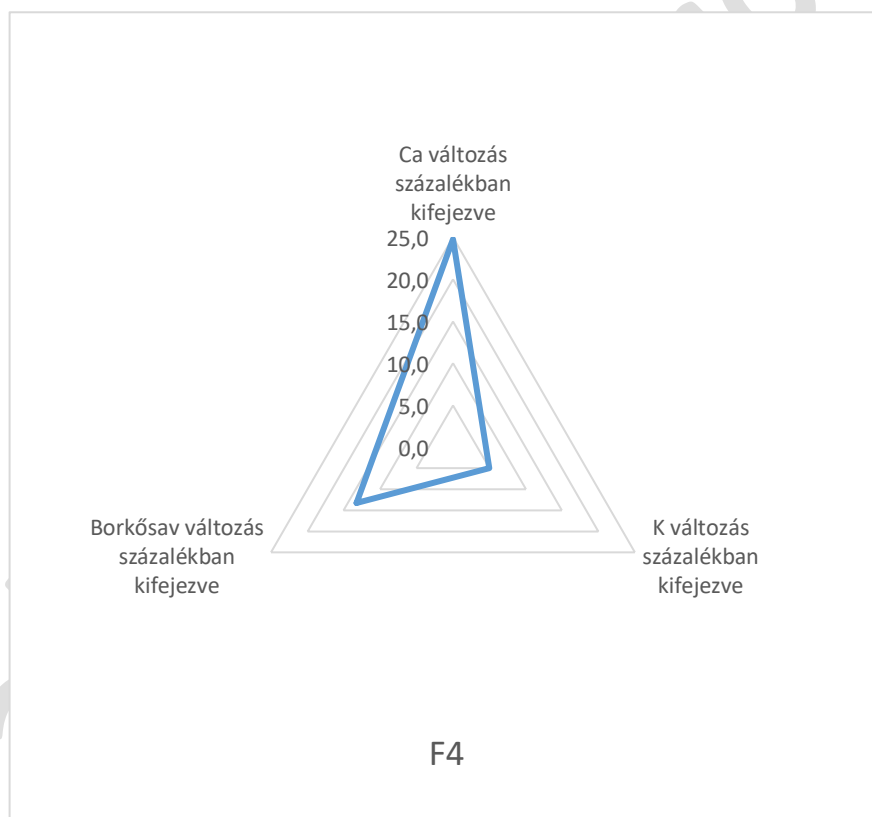 Ca változás
százalékban
kifejezve
25,0
20,0
15,0
10,0
5,0
0,0
Borkősav változás
százalékban
kifejezve
K változás
százalékban
kifejezve
F4